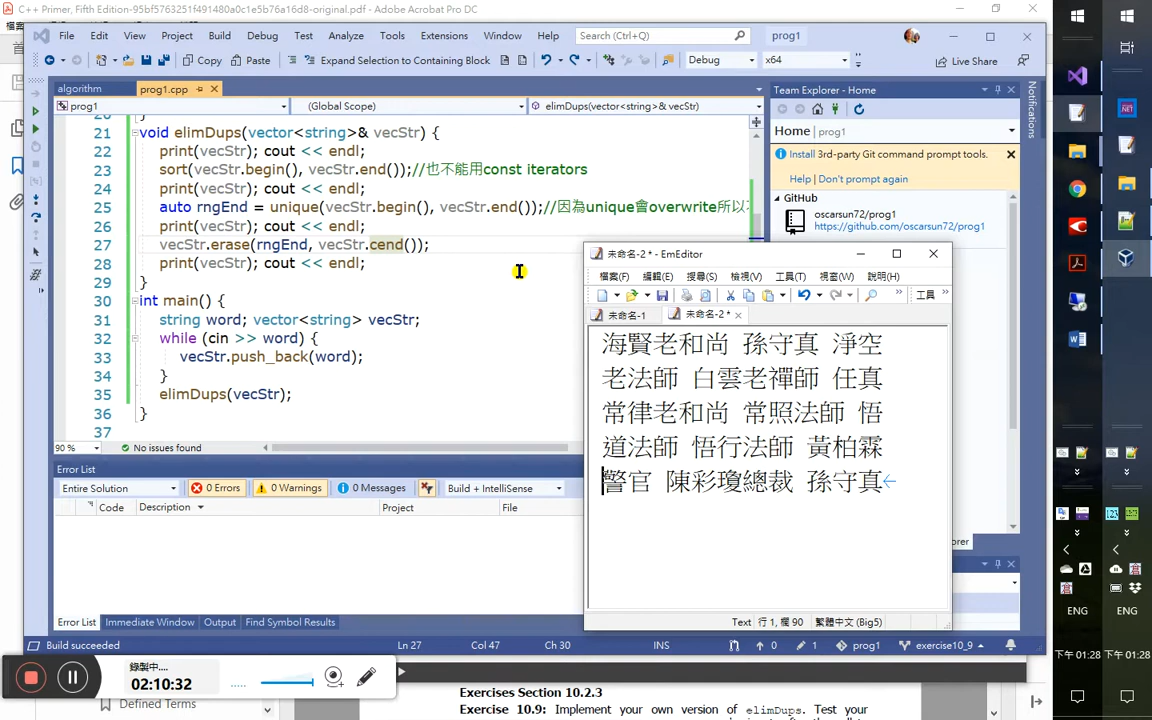 C++ Primer, Fifth Edition-95bf5763251f491480a0c1e5b76a16d8-original.pdf - Adobe Acrobat Pro DC
File Edit View Project Build Debug Test Analyze Tools Extensions Window Help Search (Ctrl+Q) prog1
Copy Paste Expand Selection to Containing Block Debug x64 Live Share
algorithm prog1.cpp
prog1 (Global Scope) elimDups(vector<string>& vecStr)
20 }
21 void elimDups(vector<string>& vecStr) {
22 print(vecStr); cout << endl;
23 sort(vecStr.begin(), vecStr.end());//也不能用const iterators
24 print(vecStr); cout << endl;
25 auto rngEnd = unique(vecStr.begin(), vecStr.end());//因為unique會overwrite所以
26 print(vecStr); cout << endl;
27 vecStr.erase(rngEnd, vecStr.cend());
28 print(vecStr); cout << endl;
29 }
30 int main() {
31 string word; vector<string> vecStr;
32 while (cin >> word) {
33 vecStr.push_back(word);
34 }
35 elimDups(vecStr);
36 }
37
90 % No issues found
Error List
Entire Solution 0 Errors 0 Warnings 0 Messages Build + IntelliSense
Code Description Project File
Error List Immediate Window Output Find Symbol Results
Build succeeded Ln 27 Col 47 Ch 30 INS 0 1 prog1 exercise10_9
Team Explorer - Home
Home prog1
Install 3rd-party Git command prompt tools.
Help Don't prompt again
GitHub
oscarsun72/prog1
https://github.com/oscarsun72/prog1
Notifications
未命名-2 * - EmEditor
檔案(F) 編輯(E) 搜尋(S) 檢視(V) 工具(T) 視窗(W) 說明(H)
工具
未命名-1 未命名-2 *
海賢老和尚 孫守真 淨空
老法師 白雲老禪師 任真
常律老和尚 常照法師 悟
道法師 悟行法師 黃柏霖
警官 陳彩瓊總裁 孫守真
Text 行 1, 欄 90 繁體中文 (Big5)
錄製中....
02:10:32
Defined Terms
Exercises Section 10.2.3
Exercise 10.9: Implement your own version of elimDups. Test your
ENG ENG
下午 01:28 下午 01:28